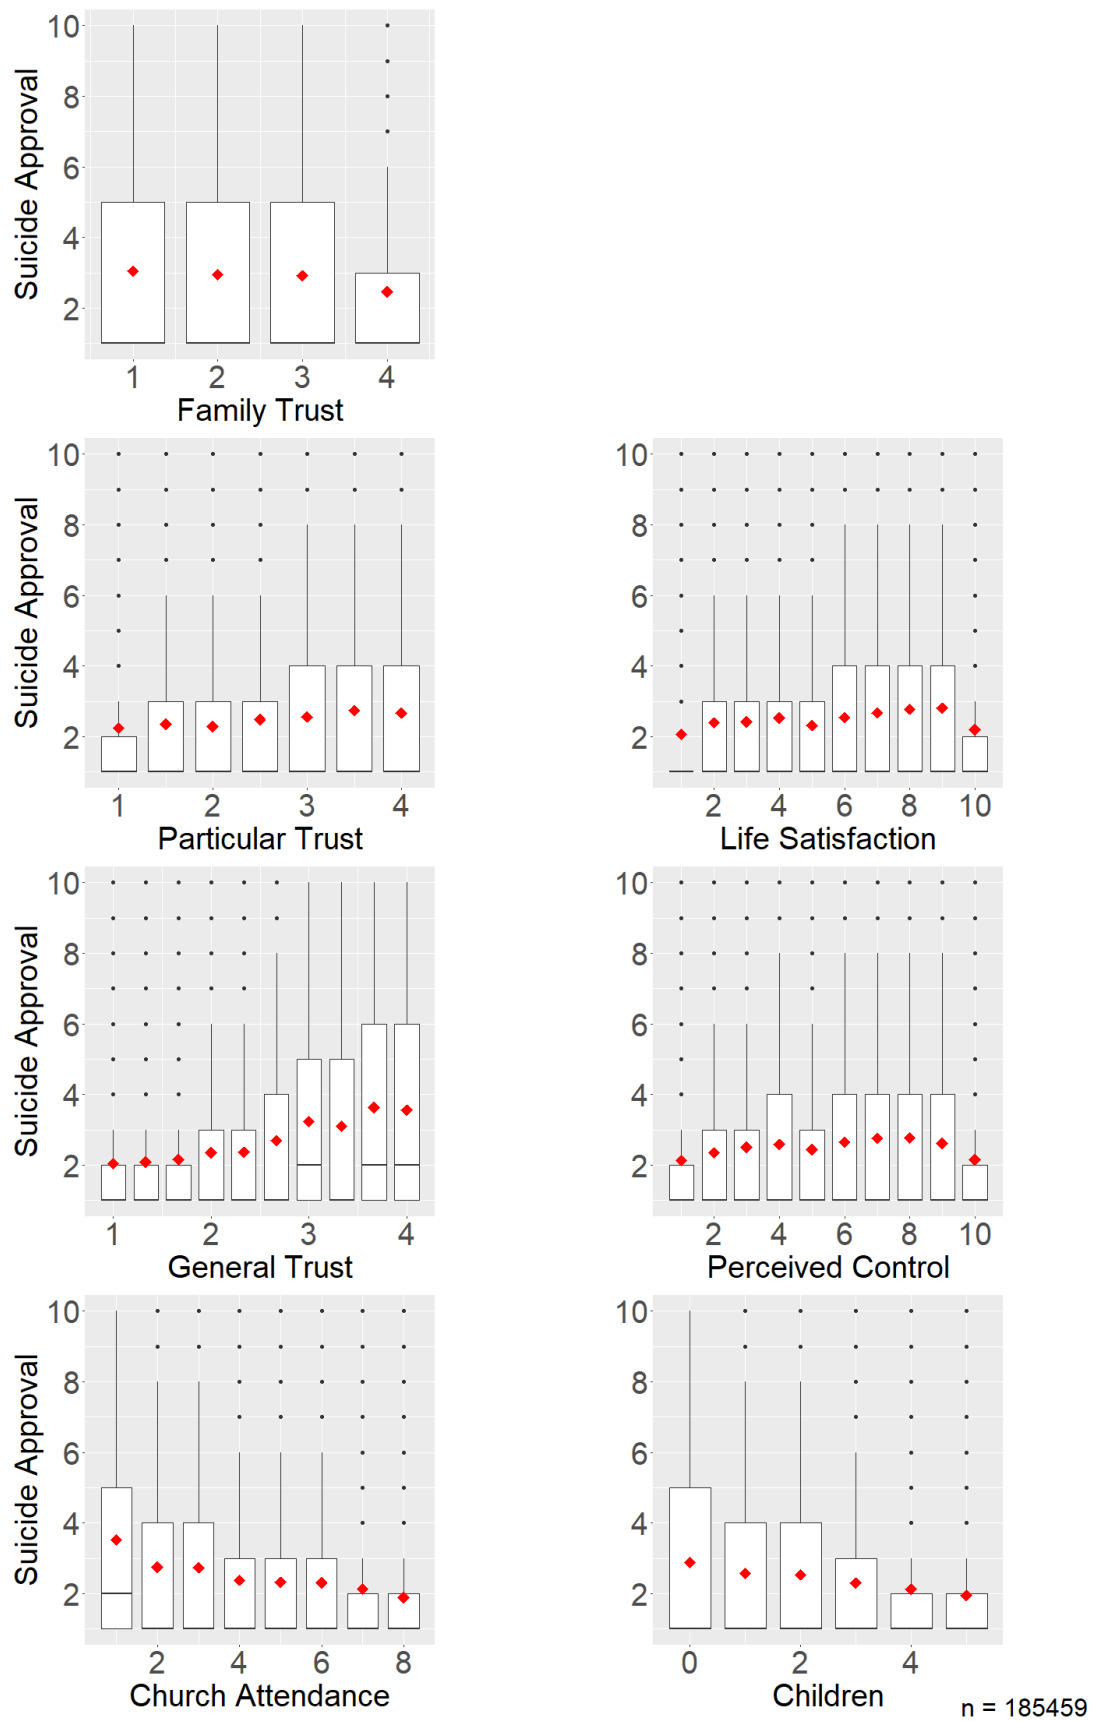 Suicide Approval
10
8
6
4
2
1 2 3 4
Family Trust
Suicide Approval
10
8
6
4
2
1 2 3 4
Particular Trust
10
8
6
4
2
2 4 6 8 10
Life Satisfaction
Suicide Approval
10
8
6
4
2
1 2 3 4
General Trust
10
8
6
4
2
2 4 6 8 10
Perceived Control
Suicide Approval
10
8
6
4
2
2 4 6 8
Church Attendance
10
8
6
4
2
0 2 4
Children
n = 185459